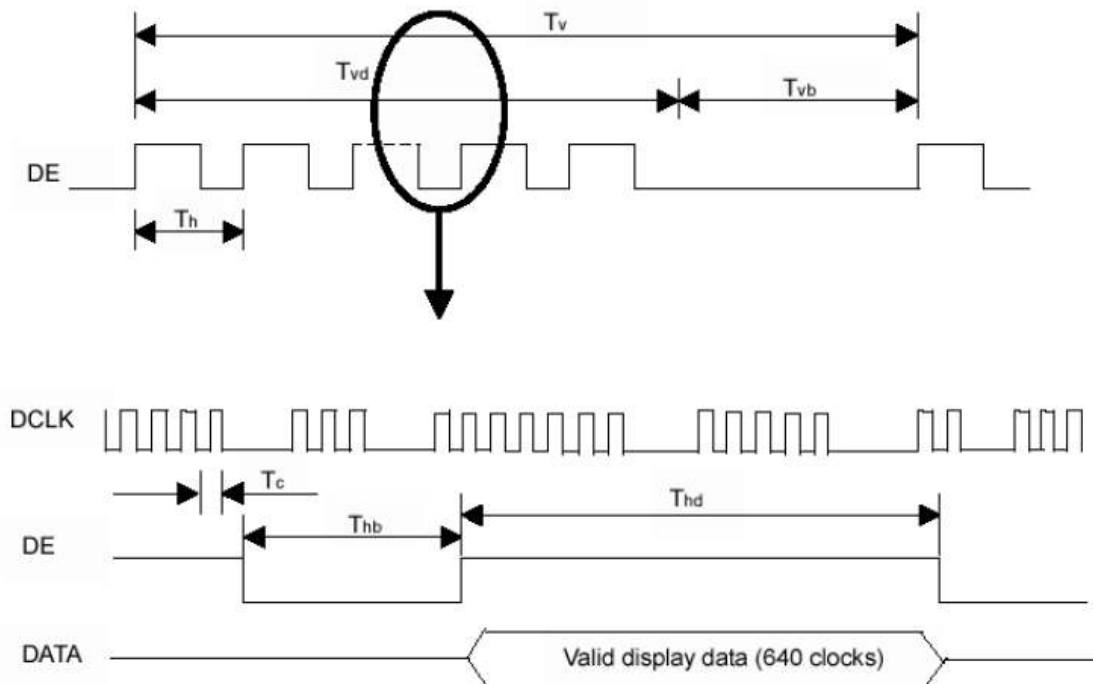 Tv
Tvd
Tvb
DE
Th
DCLK
Tc
Thb
Thd
DE
DATA
Valid display data (640 clocks)